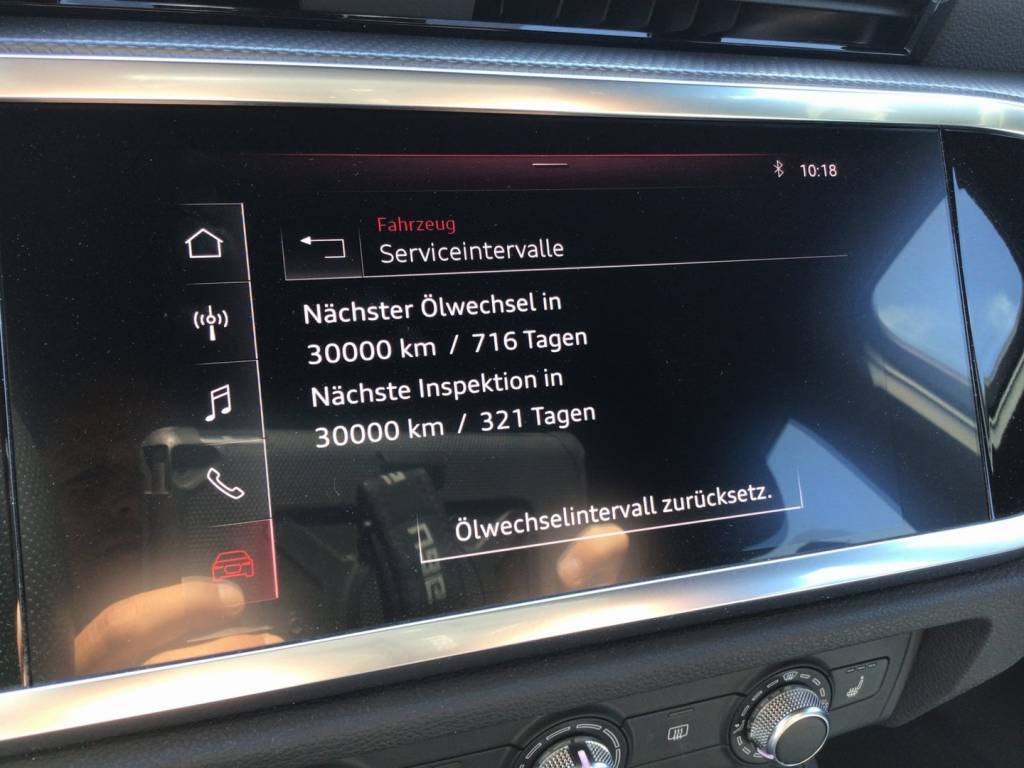 10:18
Fahrzeug
Serviceintervalle
Nächster Ölwechsel in
30000 km / 716 Tagen
Nächste Inspektion in
30000 km / 321 Tagen
Ölwechselintervall zurücksetz.